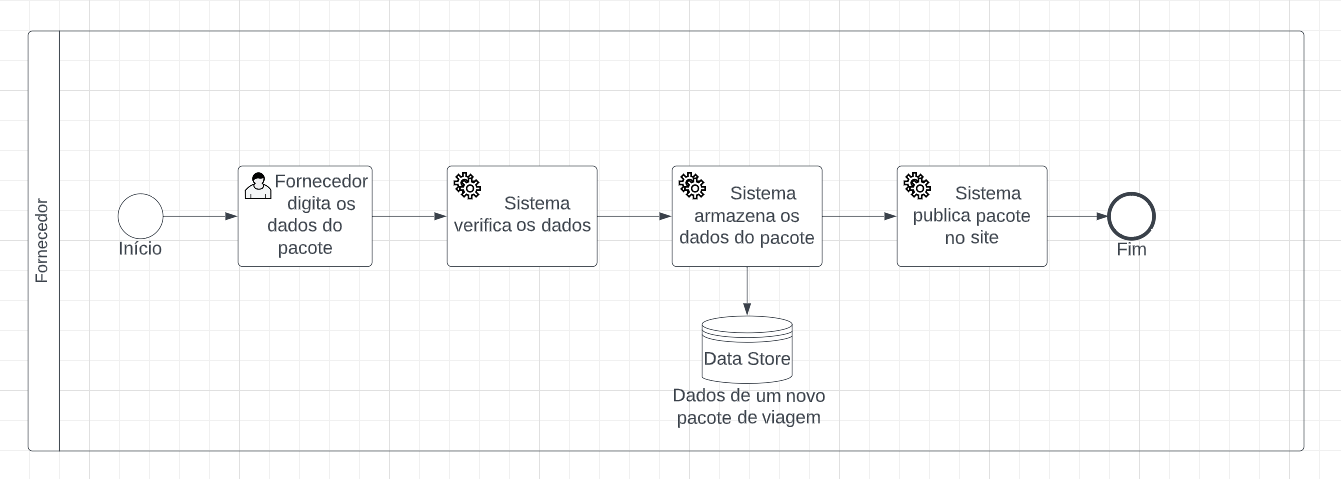 Fornecedor
Início
Fornecedor
digita os
dados do
pacote
Sistema
verifica os dados
Sistema
armazena os
dados do pacote
Sistema
publica pacote
no site
Fim
Data Store
Dados de um novo
pacote de viagem